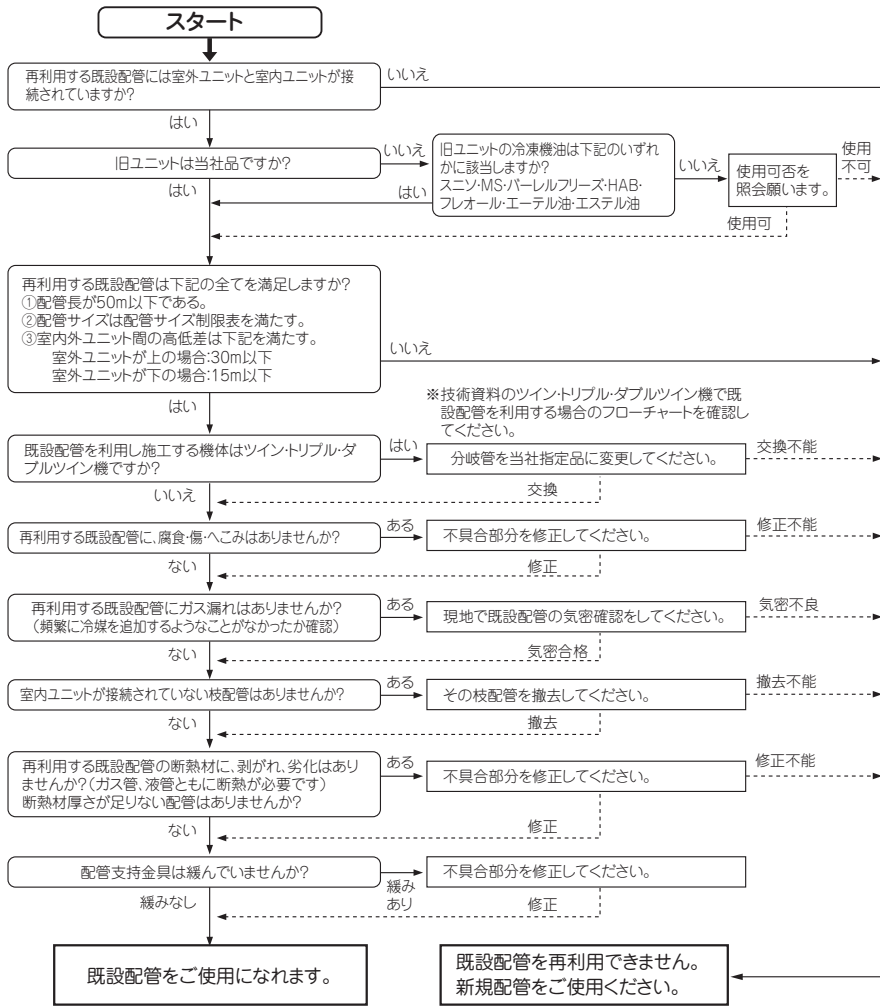 スタート
再利用する既設配管には室外ユニットと室内ユニットが接
続されていますか?
いいえ
はい
旧ユニットは当社品ですか?
いいえ
旧ユニットの冷凍機油は下記のいずれ
かに該当しますか?
スニソ・MS・バーレルフリーズ・HAB・
フレオール・エーテル油・エステル油
いいえ
使用可否を
照会願います。
使用
不可
はい
はい
使用可
再利用する既設配管は下記の全てを満足しますか?
①配管長が50m以下である。
②配管サイズは配管サイズ制限表を満たす。
③室内外ユニット間の高低差は下記を満たす。
室外ユニットが上の場合:30m以下
室外ユニットが下の場合:15m以下
いいえ
はい
※技術資料のツイン・トリプル・ダブルツイン機で既
設配管を利用する場合のフローチャートを確認し
てください。
既設配管を利用し施工する機体はツイン・トリプル・ダ
ブルツイン機ですか?
はい
分岐管を当社指定品に変更してください。
交換不能
いいえ
交換
再利用する既設配管に、腐食・傷・へこみはありませんか?
ある
不具合部分を修正してください。
修正不能
ない
修正
再利用する既設配管にガス漏れはありませんか?
(頻繁に冷媒を追加するようなことがなかったか確認)
ある
現地で既設配管の気密確認をしてください。
気密不良
ない
気密合格
室内ユニットが接続されていない枝配管はありませんか?
ある
その枝配管を撤去してください。
撤去不能
ない
撤去
再利用する既設配管の断熱材に、剥がれ、劣化はあり
ませんか?(ガス管、液管ともに断熱が必要です)
断熱材厚さが足りない配管はありませんか?
ある
不具合部分を修正してください。
修正不能
ない
修正
配管支持金具は緩んでいませんか?
緩み
あり
不具合部分を修正してください。
緩みなし
修正
既設配管をご使用になれます。
既設配管を再利用できません。
新規配管をご使用ください。